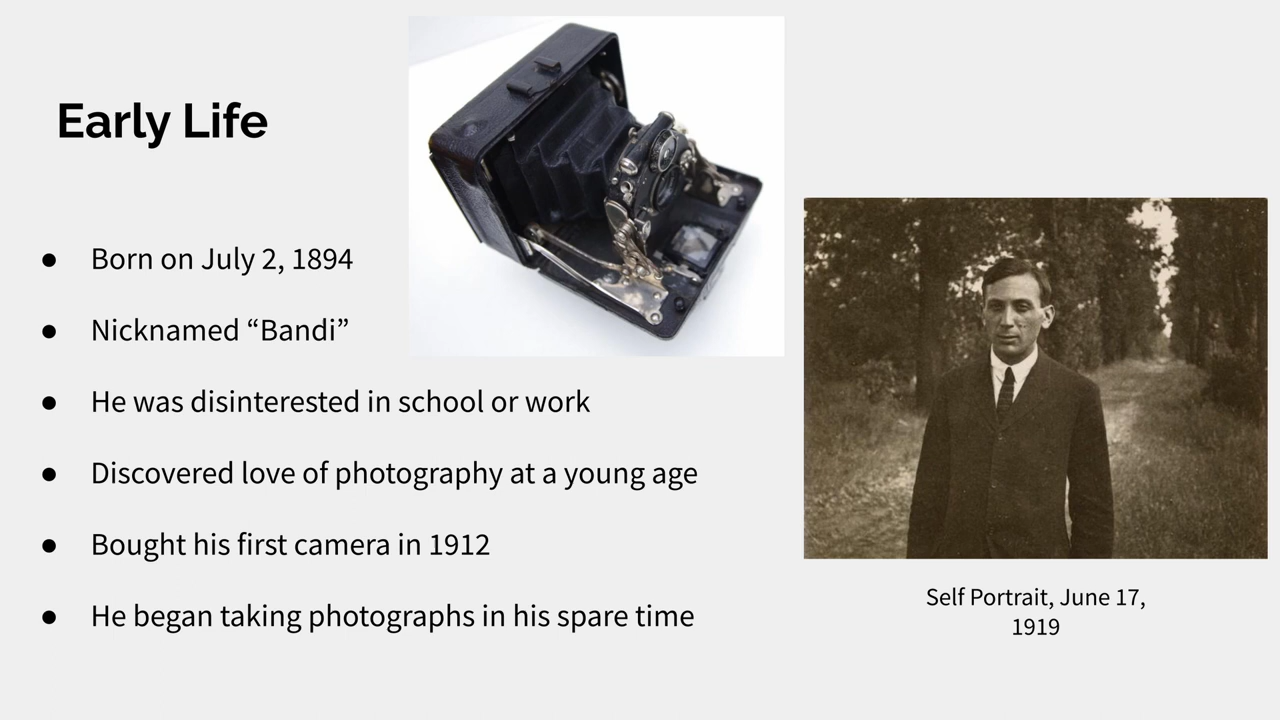 Early Life
● Born on July 2, 1894
● Nicknamed “Bandi”
● He was disinterested in school or work
● Discovered love of photography at a young age
● Bought his first camera in 1912
● He began taking photographs in his spare time
Self Portrait, June 17,
1919